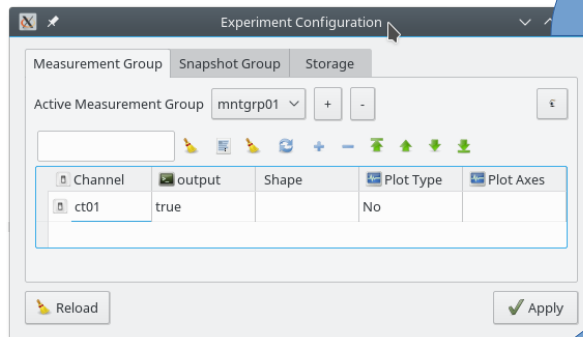 Experiment Configuration
Measurement Group Snapshot Group Storage
Active Measurement Group mntgrp01 + -
Channel output Shape Plot Type Plot Axes
ct01 true No
Reload Apply